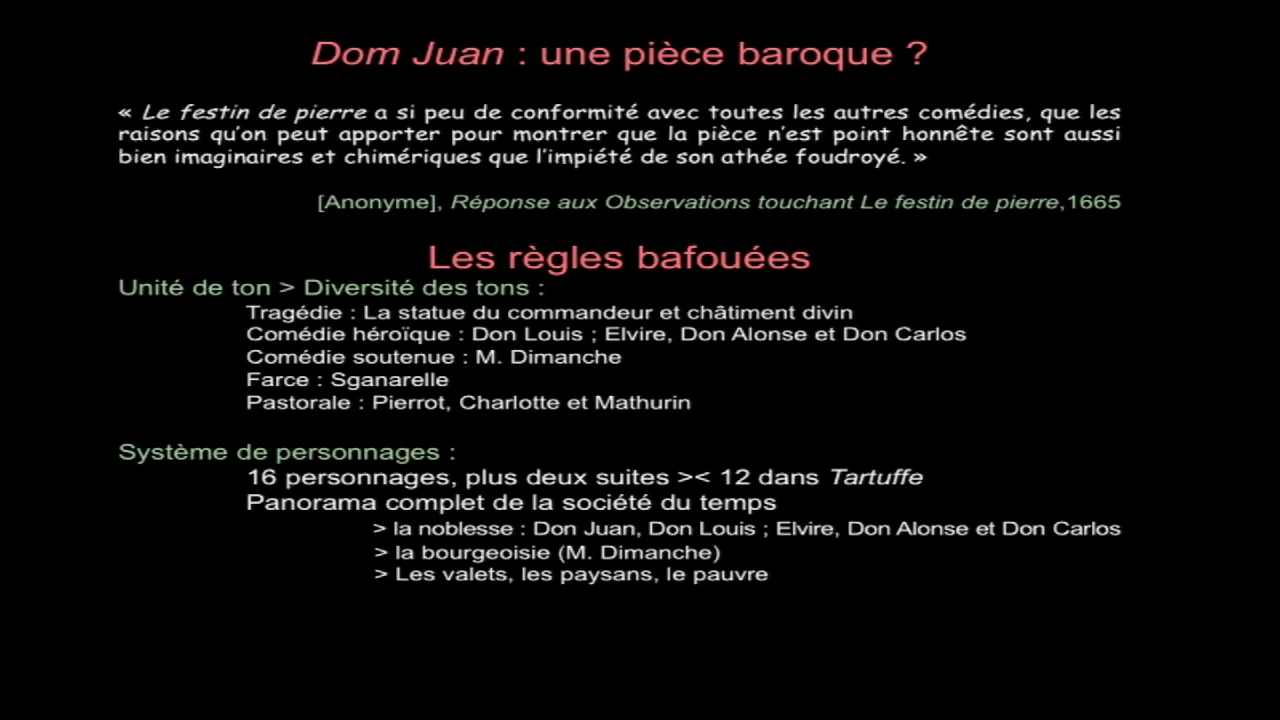 Dom Juan : une pièce baroque ?
« Le festin de pierre a si peu de conformité avec toutes les autres comédies, que les
raisons qu'on peut apporter pour montrer que la pièce n'est point honnête sont aussi
bien imaginaires et chimériques que l'impiété de son athée foudroyé. »
[Anonyme], Réponse aux Observations touchant Le festin de pierre,1665
Les règles bafouées
Unité de ton > Diversité des tons :
Tragédie : La statue du commandeur et châtiment divin
Comédie héroïque : Don Louis ; Elvire, Don Alonse et Don Carlos
Comédie soutenue : M. Dimanche
Farce : Sganarelle
Pastorale : Pierrot, Charlotte et Mathurin
Système de personnages :
16 personnages, plus deux suites >< 12 dans Tartuffe
Panorama complet de la société du temps
> la noblesse : Don Juan, Don Louis ; Elvire, Don Alonse et Don Carlos
> la bourgeoisie (M. Dimanche)
> Les valets, les paysans, le pauvre